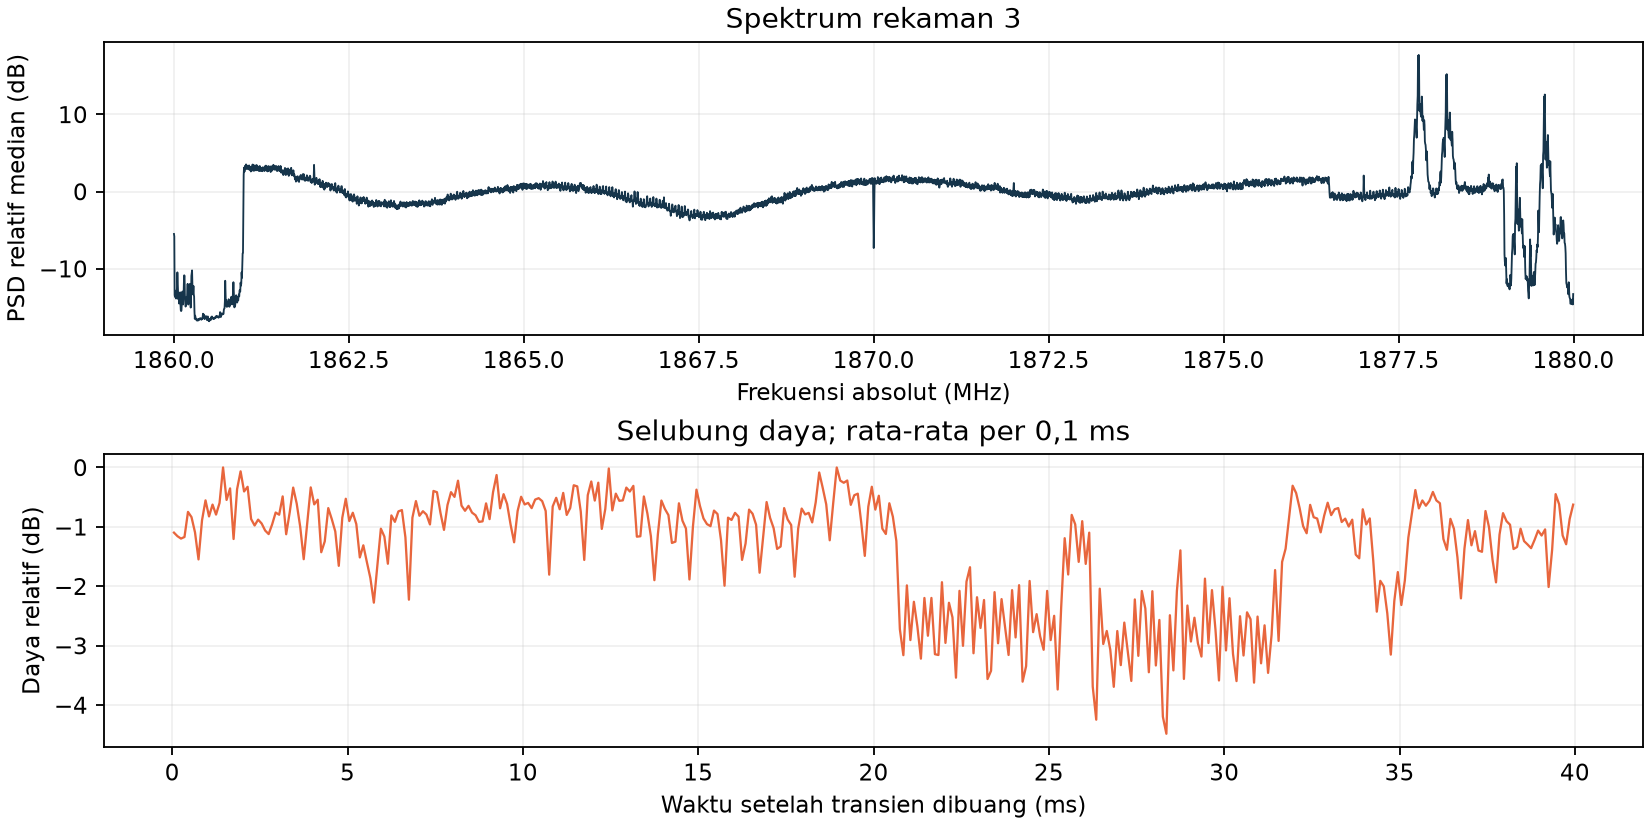 Spektrum rekaman 3
PSD relatif median (dB)
10
0
−10
1860.0 1862.5 1865.0 1867.5 1870.0 1872.5 1875.0 1877.5 1880.0
Frekuensi absolut (MHz)
Selubung daya; rata-rata per 0,1 ms
Daya relatif (dB)
0
−1
−2
−3
−4
0 5 10 15 20 25 30 35 40
Waktu setelah transien dibuang (ms)